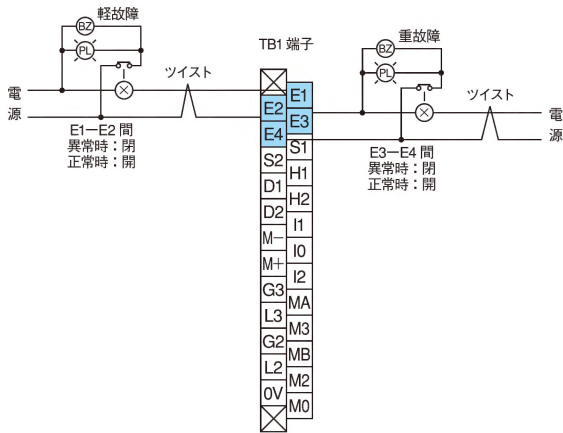 軽故障
BZ
PL
ツイスト
電
源
E1ーE2 間
異常時：閉
正常時：開
TB1 端子
E1
E2
E3
E4
S1
S2
H1
D1
H2
D2
I1
M−
I0
M+
I2
G3
MA
L3
M3
G2
MB
L2
M2
0V
M0
重故障
BZ
PL
ツイスト
電
源
E3ーE4 間
異常時：閉
正常時：開